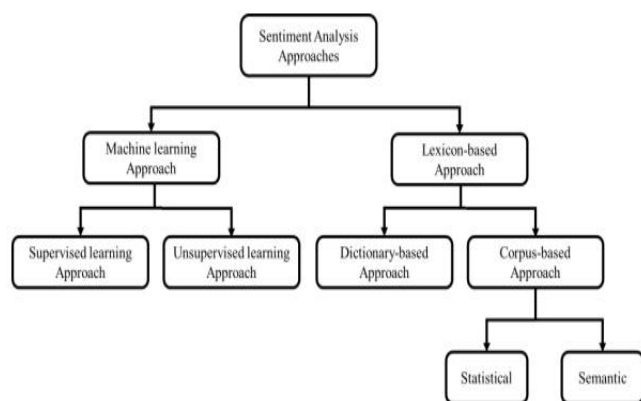 Sentiment Analysis
Approaches
Machine learning
Approach
Lexicon-based
Approach
Supervised learning
Approach
Unsupervised learning
Approach
Dictionary-based
Approach
Corpus-based
Approach
Statistical
Semantic